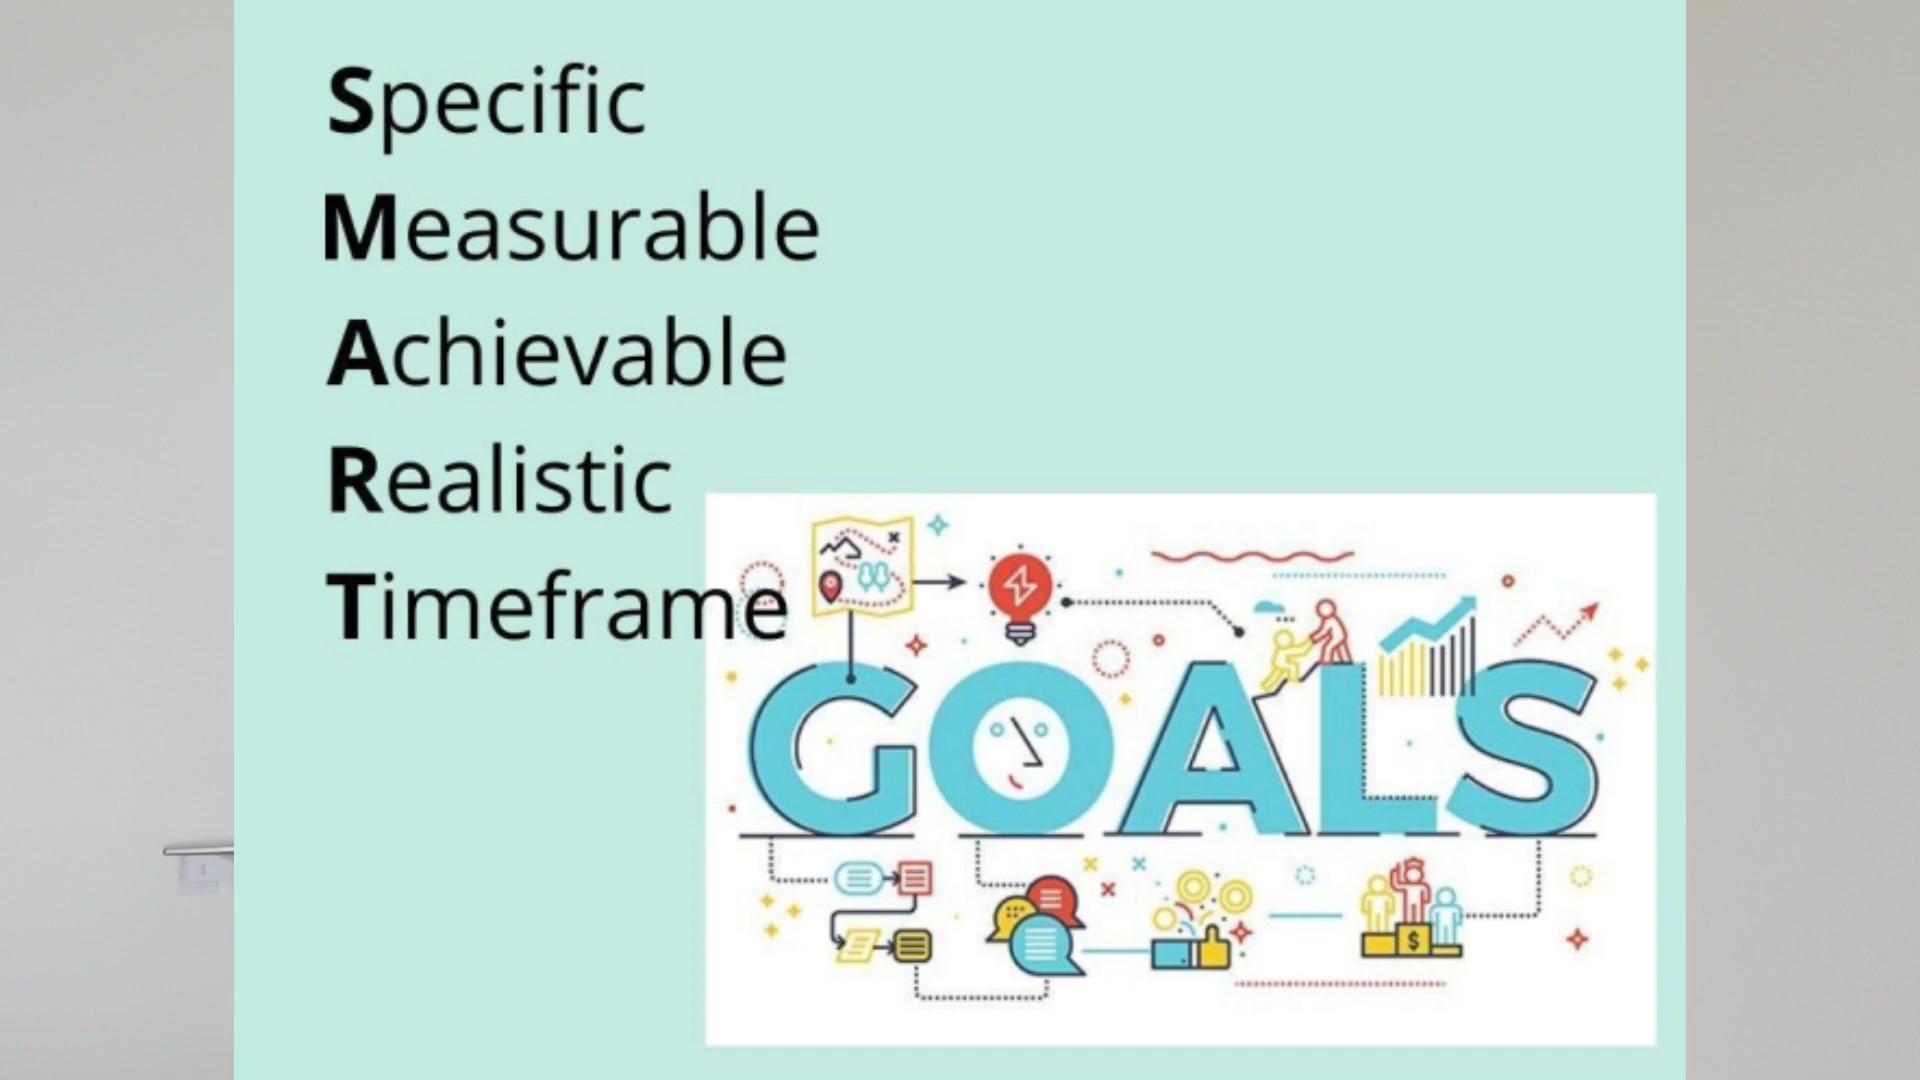 Specific
Measurable
Achievable
Realistic
Timeframe
GOALS
$